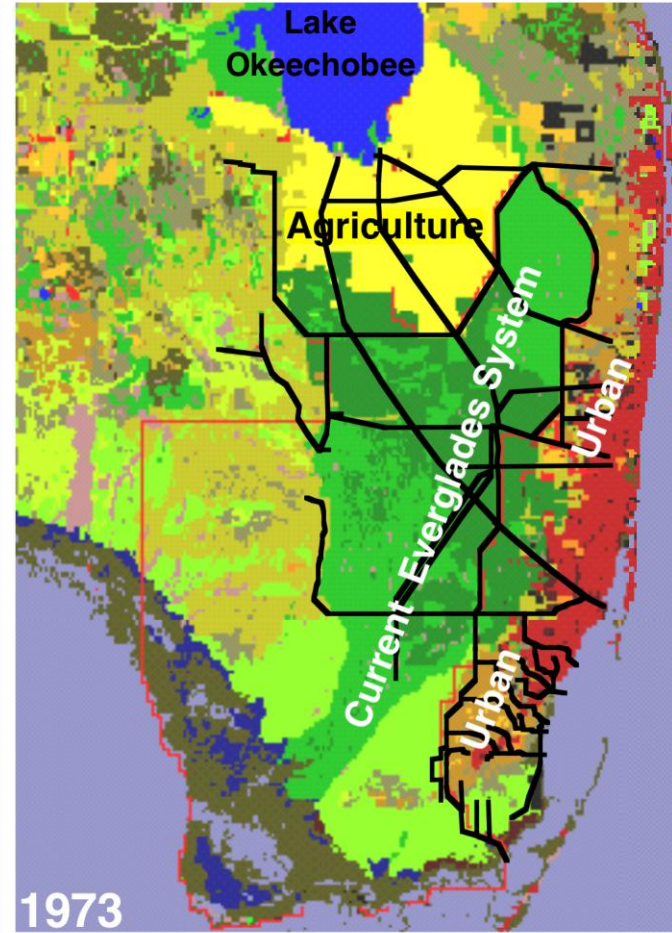 Lake
Okeechobee
Agriculture
Current Everglades System
Urban
Urban
1973